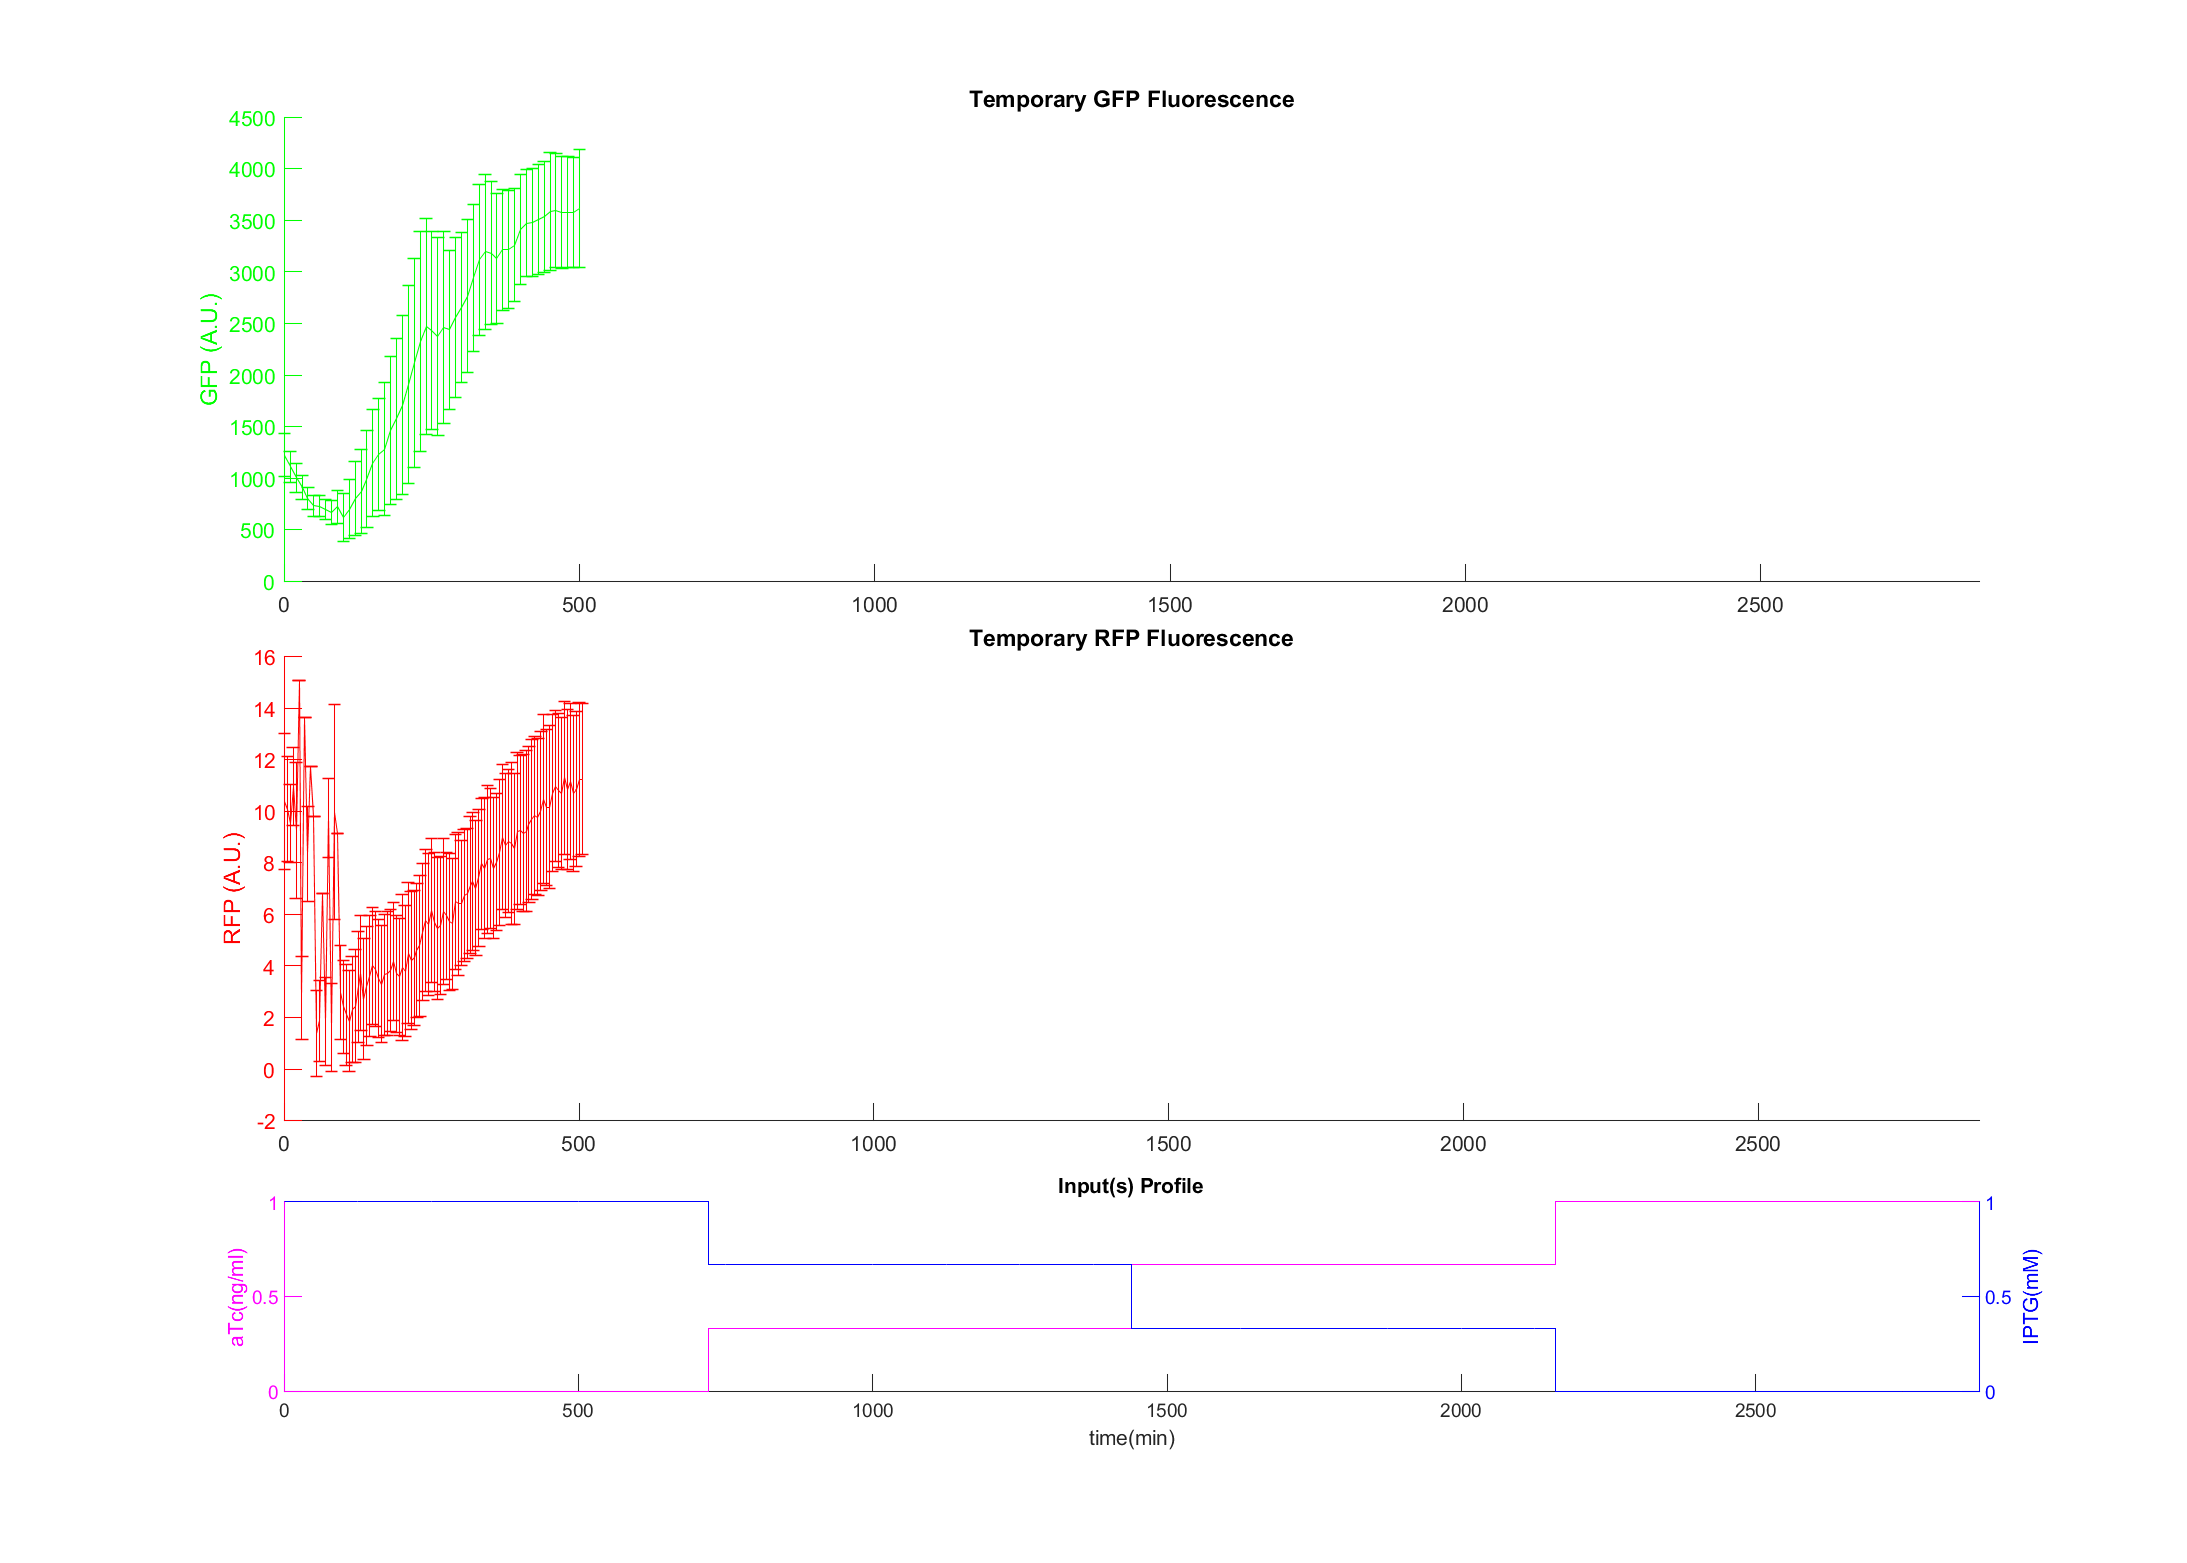 Temporary GFP Fluorescence
4500
4000
3500
3000
2500
2000
1500
1000
500
0
GFP (A.U.)
0 500 1000 1500 2000 2500
Temporary RFP Fluorescence
16
14
12
10
8
6
4
2
0
-2
RFP (A.U.)
0 500 1000 1500 2000 2500
Input(s) Profile
1
0.5
0
aTc(ng/ml)
1
0.5
0
IPTG(mM)
0 500 1000 1500 2000 2500
time(min)